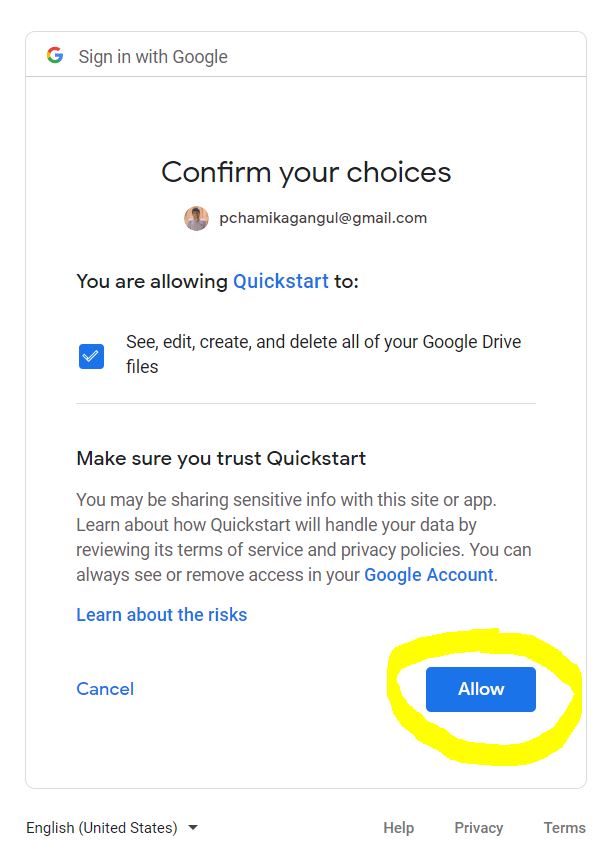 Sign in with Google
Confirm your choices
pchamikagangul@gmail.com
You are allowing Quickstart to:
See, edit, create, and delete all of your Google Drive
files
Make sure you trust Quickstart
You may be sharing sensitive info with this site or app.
Learn about how Quickstart will handle your data by
reviewing its terms of service and privacy policies. You can
always see or remove access in your Google Account.
Learn about the risks
Cancel
Allow
English (United States)
Help
Privacy
Terms